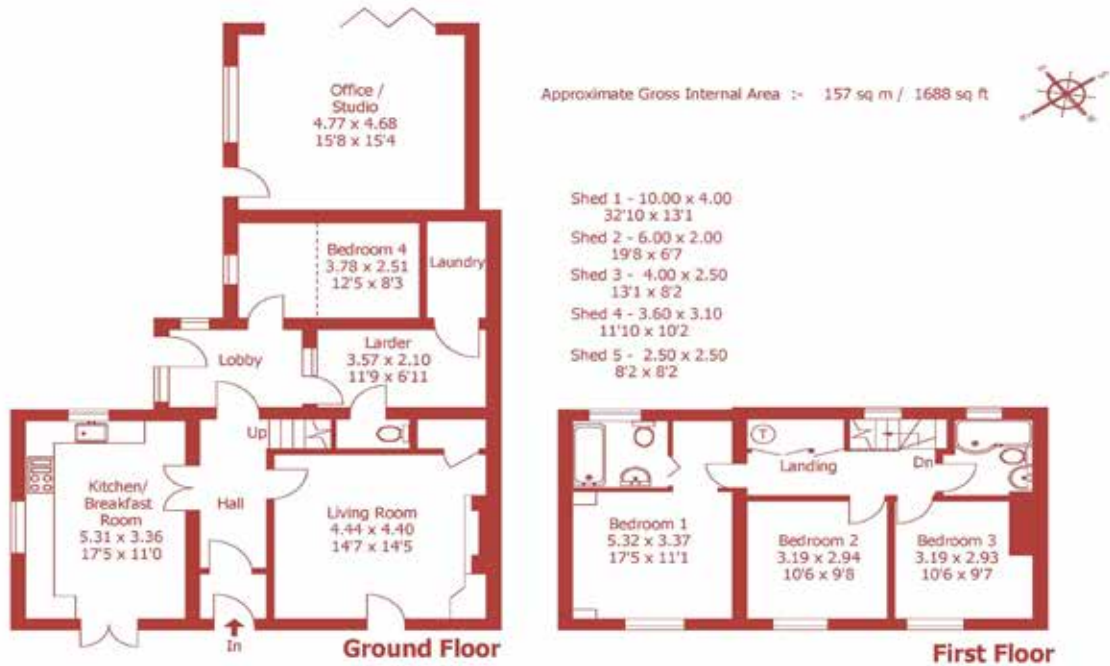 Office /
Studio
4.77 x 4.68
15'8 x 15'4
Approximate Gross Internal Area :- 157 sq m / 1688 sq ft
Shed 1 - 10.00 x 4.00
32'10 x 13'1
Shed 2 - 6.00 x 2.00
19'8 x 6'7
Shed 3 - 4.00 x 2.50
13'1 x 8'2
Shed 4 - 3.60 x 3.10
11'10 x 10'2
Shed 5 - 2.50 x 2.50
8'2 x 8'2
Bedroom 4
3.78 x 2.51
12'5 x 8'3
Laundry
Lobby
Larder
3.57 x 2.10
11'9 x 6'11
Up
Kitchen/
Breakfast
Room
5.31 x 3.36
17'5 x 11'0
Hall
Living Room
4.44 x 4.40
14'7 x 14'5
In
Ground Floor
T
Landing
Dn
Bedroom 1
5.32 x 3.37
17'5 x 11'1
Bedroom 2
3.19 x 2.94
10'6 x 9'8
Bedroom 3
3.19 x 2.93
10'6 x 9'7
First Floor